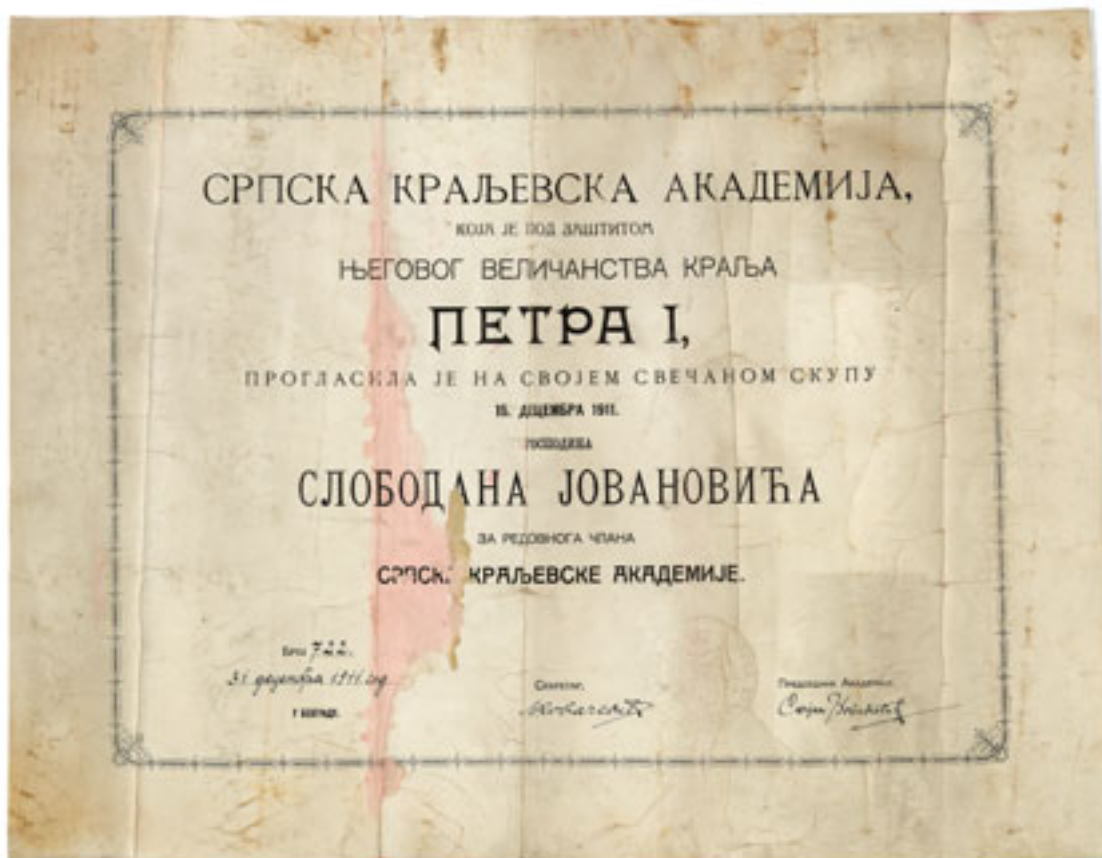 СРПСКА КРАЉЕВСКА АКАДЕМИЈА,
КОЈА ЈЕ ПОД ЗАШТИТОМ
ЊЕГОВОГ ВЕЛИЧАНСТВА КРАЉА
ПЕТРА I,
ПРОГЛАСИЛА ЈЕ НА СВОЈЕМ СВЕЧАНОМ СКУПУ
ДЕЦЕМБРА 1911.
ГОСПОДИНА
СЛОБОДАНА ЈОВАНОВИЋА
ЗА РЕДОВНОГА ЧЛАНА
КРАЉЕВСКЕ АКАДЕМИЈЕ.
Број 722.
31 децембра 1911 год
У БЕОГРАДУ.
Секретар,
Председник Академије